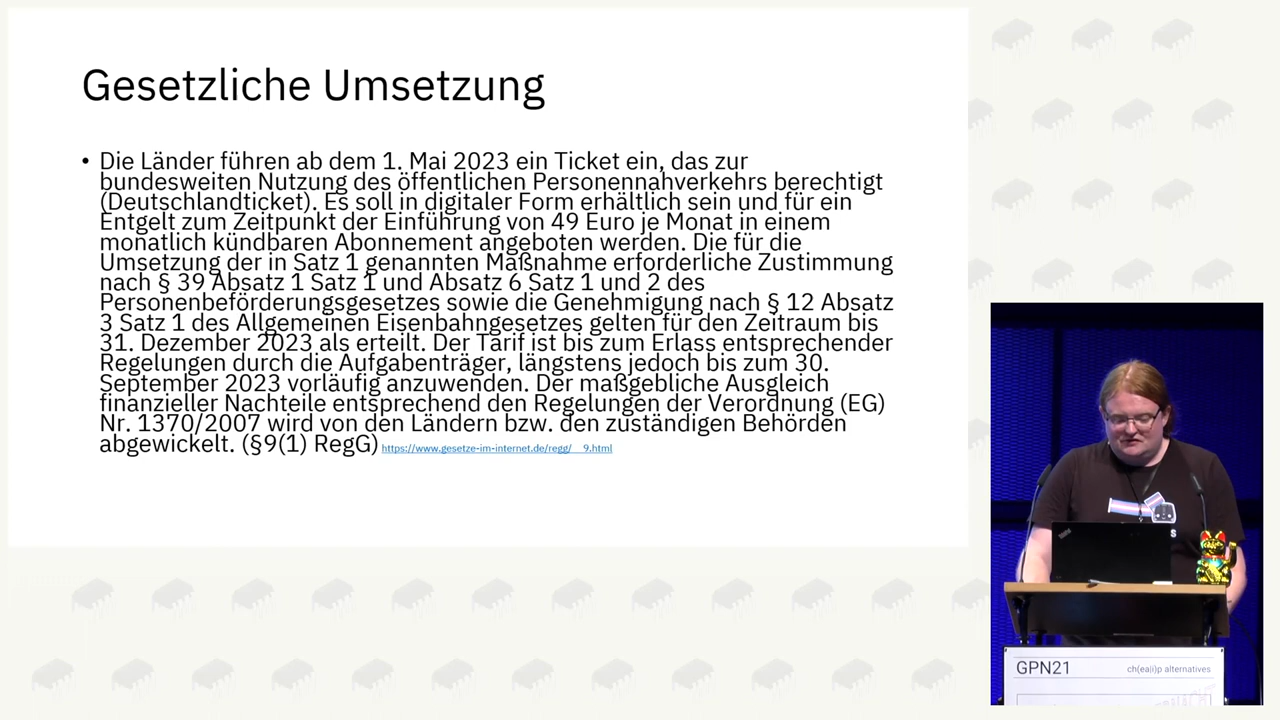 Gesetzliche Umsetzung
• Die Länder führen ab dem 1. Mai 2023 ein Ticket ein, das zur
bundesweiten Nutzung des öffentlichen Personennahverkehrs berechtigt
(Deutschlandticket). Es soll in digitaler Form erhältlich sein und für ein
Entgelt zum Zeitpunkt der Einführung von 49 Euro je Monat in einem
monatlich kündbaren Abonnement angeboten werden. Die für die
Umsetzung der in Satz 1 genannten Maßnahme erforderliche Zustimmung
nach § 39 Absatz 1 Satz 1 und Absatz 6 Satz 1 und 2 des
Personenbeförderungsgesetzes sowie die Genehmigung nach § 12 Absatz
3 Satz 1 des Allgemeinen Eisenbahngesetzes gelten für den Zeitraum bis
31. Dezember 2023 als erteilt. Der Tarif ist bis zum Erlass entsprechender
Regelungen durch die Aufgabenträger, längstens jedoch bis zum 30.
September 2023 vorläufig anzuwenden. Der maßgebliche Ausgleich
finanzieller Nachteile entsprechend den Regelungen der Verordnung (EG)
Nr. 1370/2007 wird von den Ländern bzw. den zuständigen Behörden
abgewickelt. (§9(1) RegG) https://www.gesetze-im-internet.de/regg/__9.html
GPN21
ch(ea|i)p alternatives